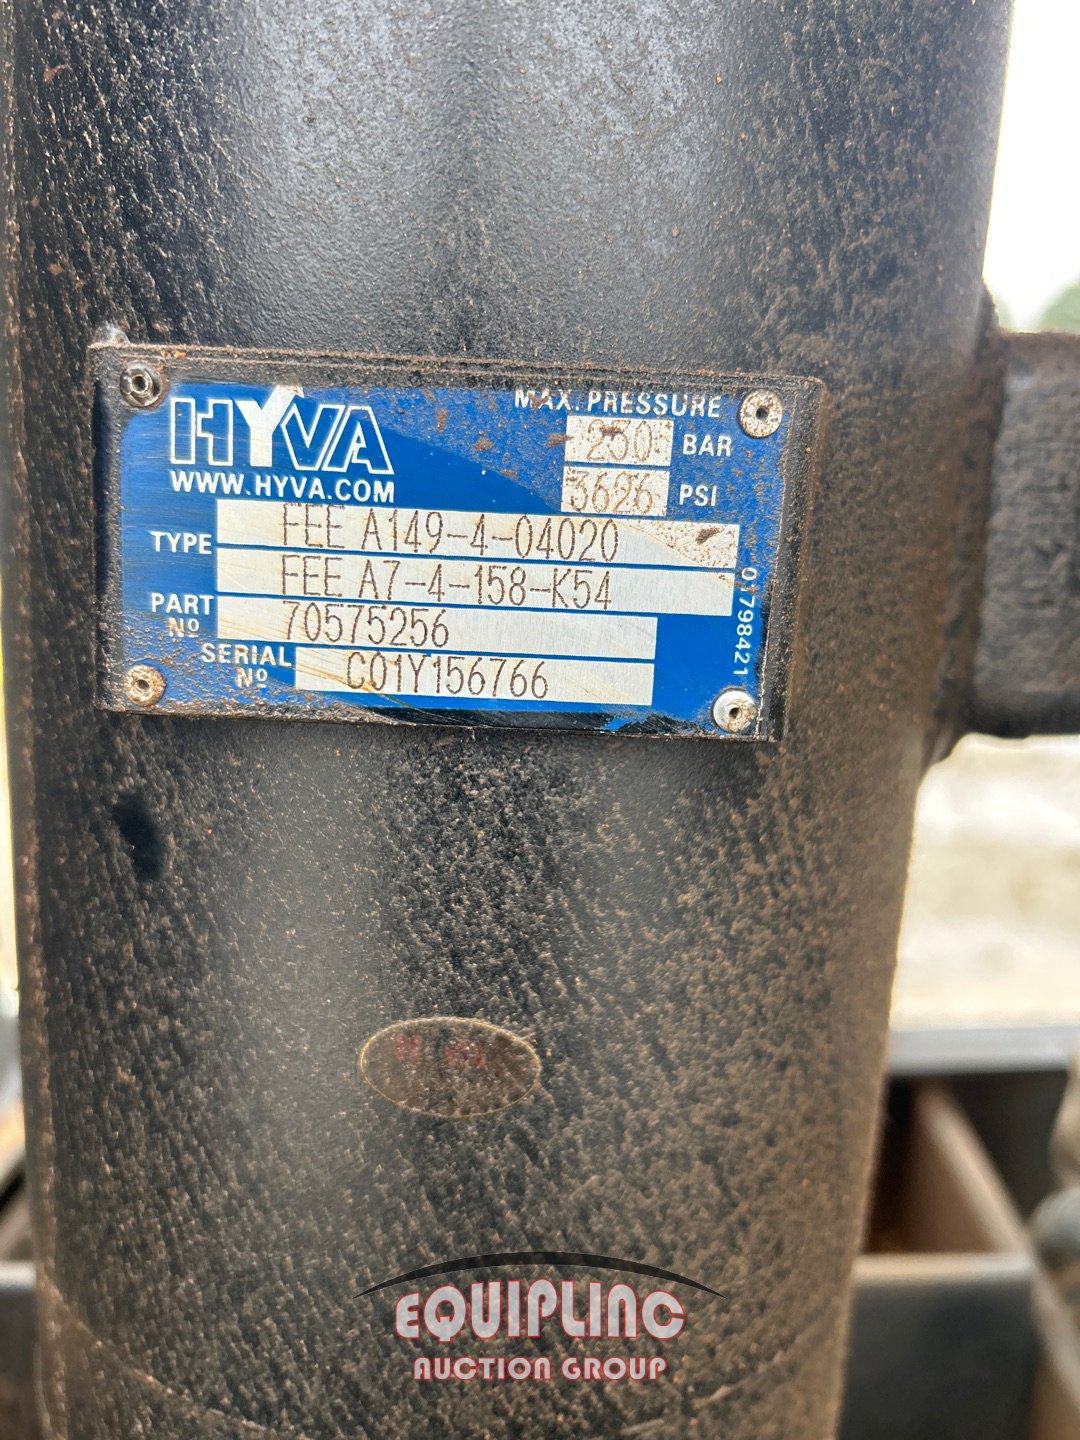 HYVA
WWW.HYVA.COM
MAX. PRESSURE
250 BAR
3626 PSI
TYPE FEE A149-4-04020
FEE A7-4-158-K54
PART Nº 70575256
SERIAL Nº C01Y156766
01798421
EQUIPLINC
AUCTION GROUP